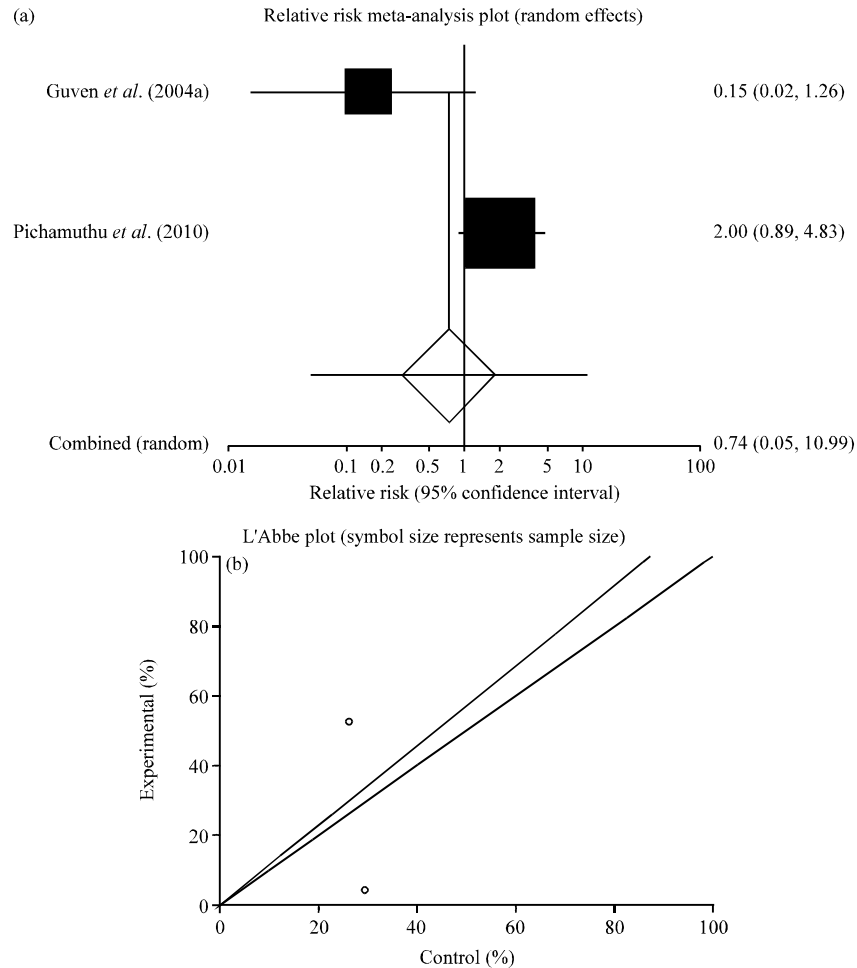 (a)
Relative risk meta-analysis plot (random effects)
Guven et al. (2004a)
0.15 (0.02, 1.26)
Pichamuthu et al. (2010)
2.00 (0.89, 4.83)
Combined (random)
0.74 (0.05, 10.99)
0.01 0.1 0.2 0.5 1 2 5 10 100
Relative risk (95% confidence interval)
L'Abbe plot (symbol size represents sample size)
(b)
100
80
60
40
20
0
Experimental (%)
0 20 40 60 80 100
Control (%)